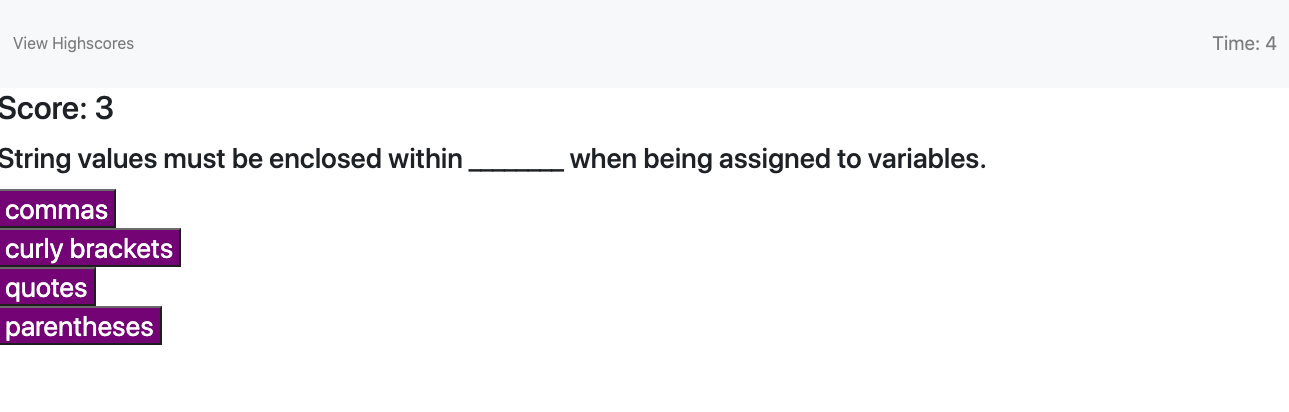 View Highscores
Time: 4
Score: 3
String values must be enclosed within ________ when being assigned to variables.
commas
curly brackets
quotes
parentheses